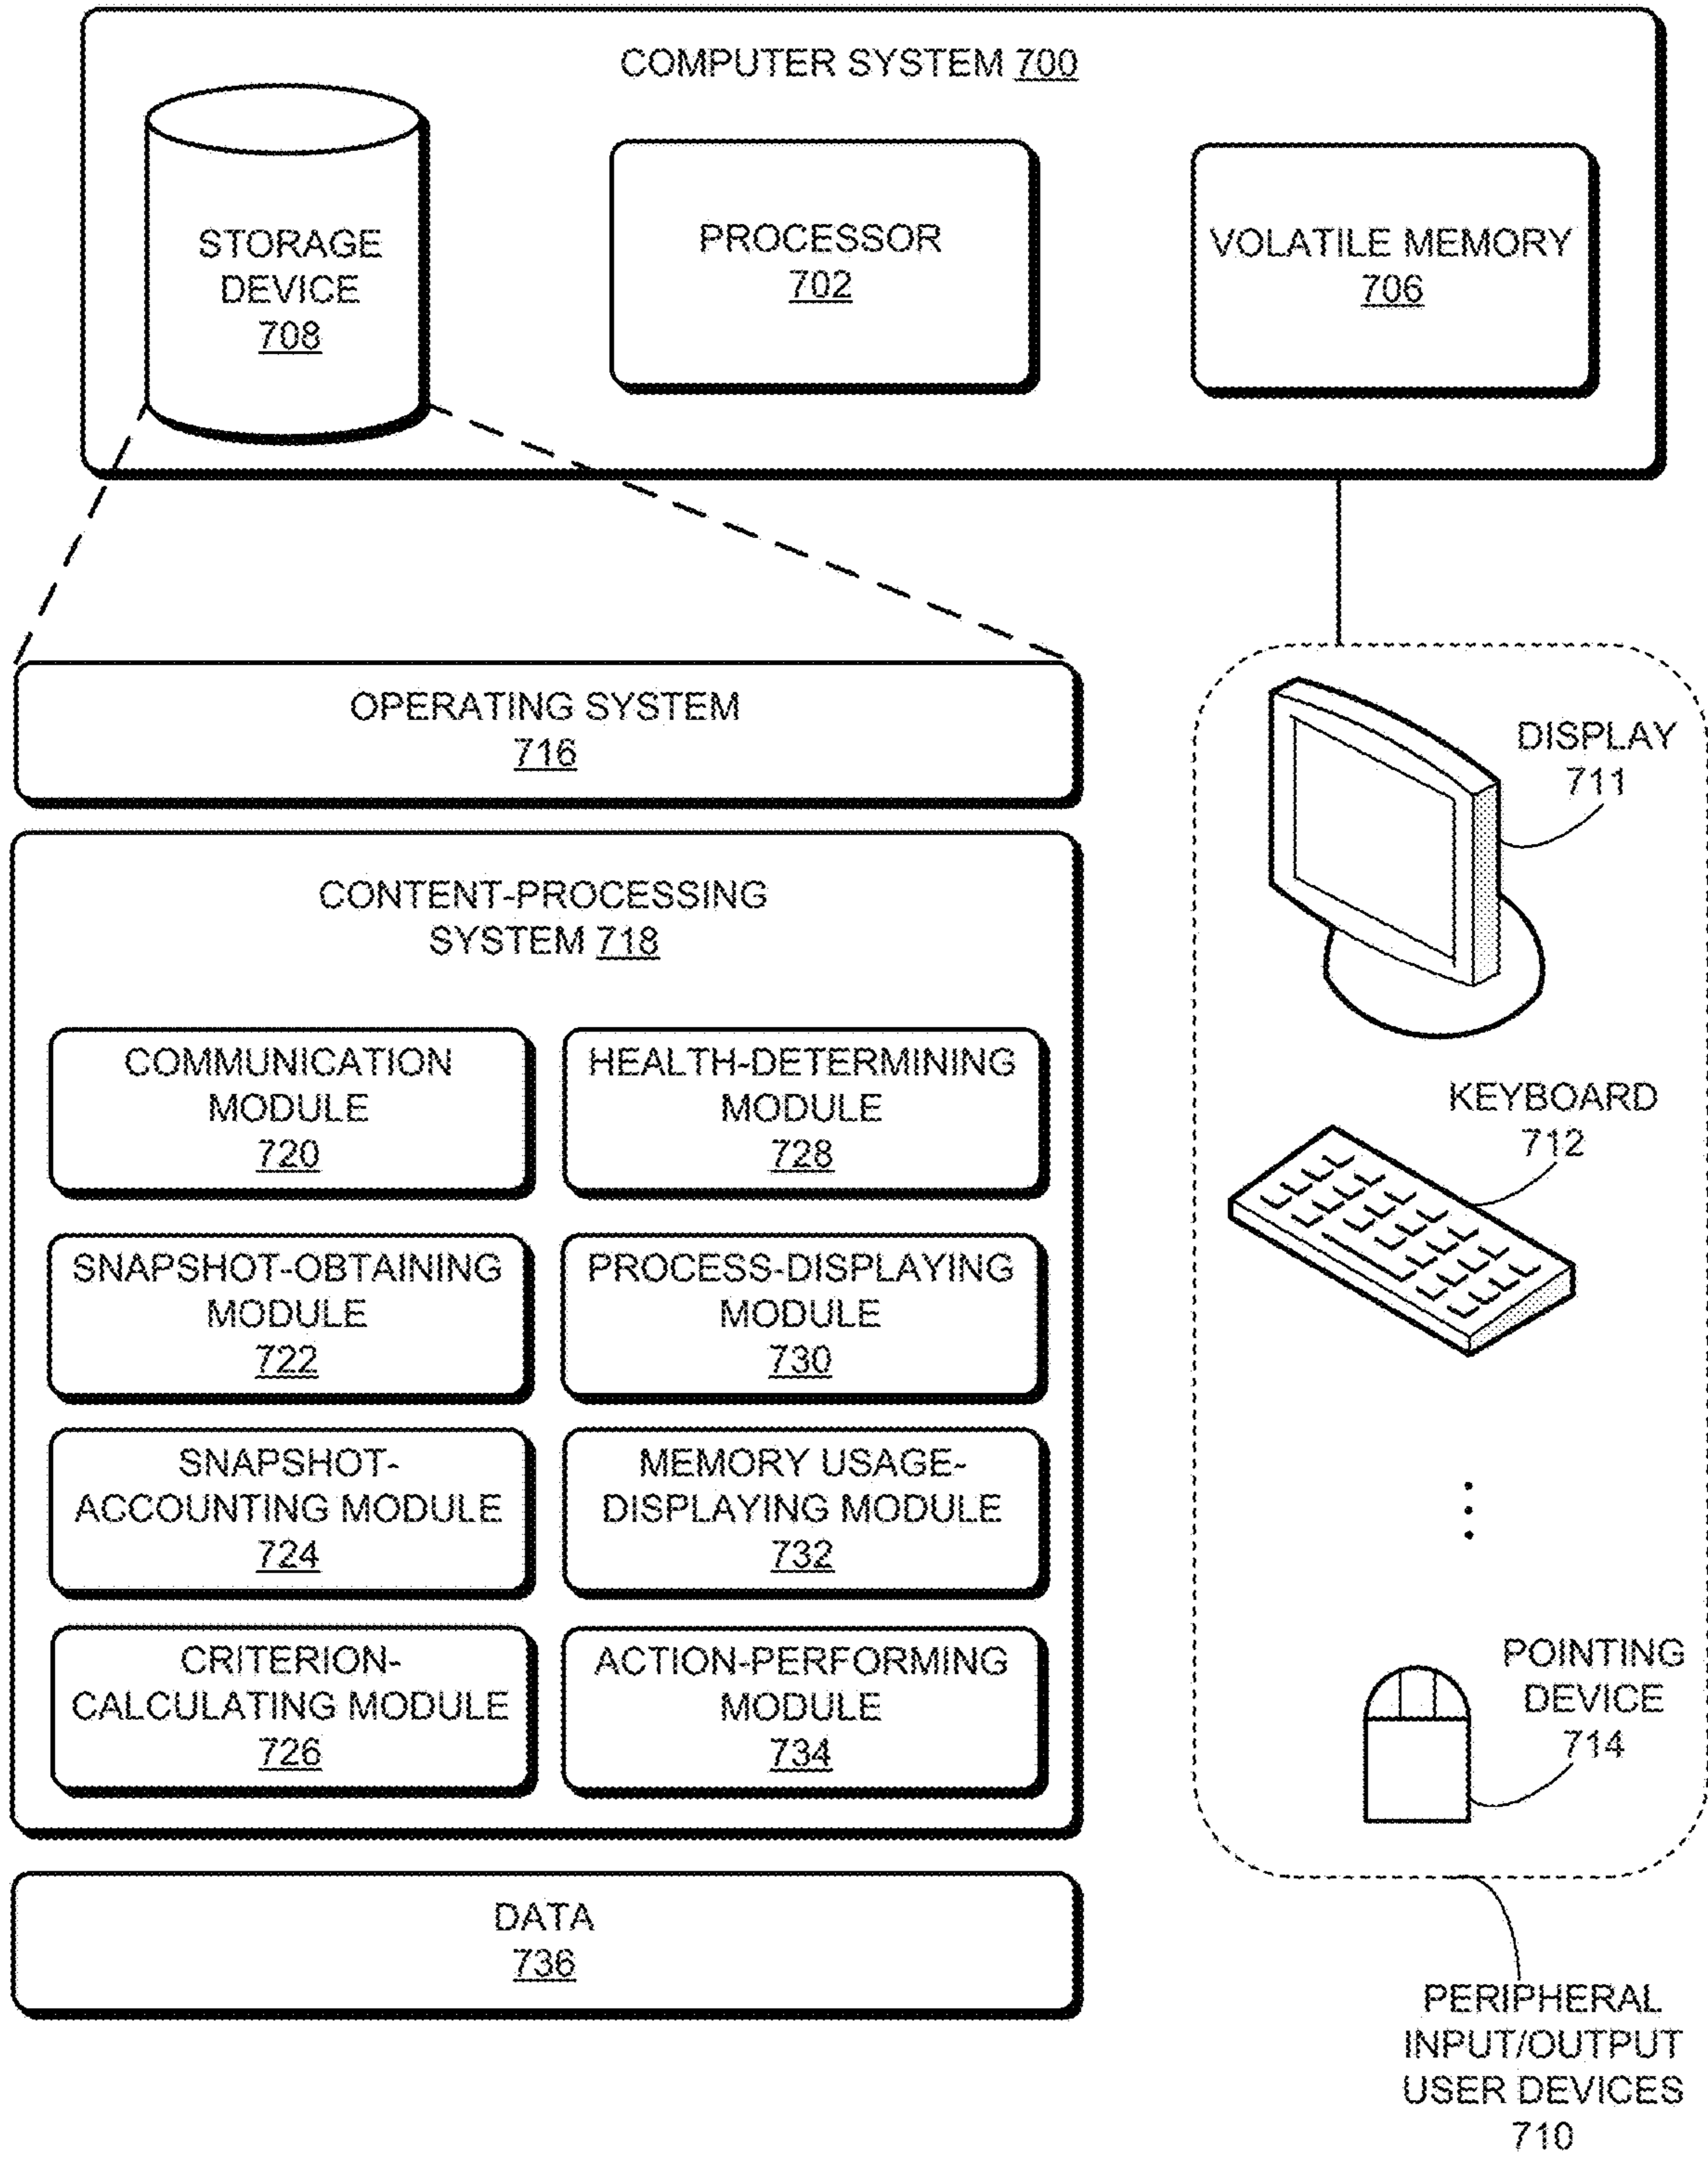 COMPUTER SYSTEM 700
STORAGE
DEVICE
708
PROCESSOR
702
VOLATILE MEMORY
706
OPERATING SYSTEM
716
CONTENT-PROCESSING
SYSTEM 718
COMMUNICATION
MODULE
720
HEALTH-DETERMINING
MODULE
728
SNAPSHOT-OBTAINING
MODULE
722
PROCESS-DISPLAYING
MODULE
730
SNAPSHOT-
ACCOUNTING MODULE
724
MEMORY USAGE-
DISPLAYING MODULE
732
CRITERION-
CALCULATING MODULE
726
ACTION-PERFORMING
MODULE
734
DATA
736
DISPLAY
711
KEYBOARD
712
POINTING
DEVICE
714
PERIPHERAL
INPUT/OUTPUT
USER DEVICES
710